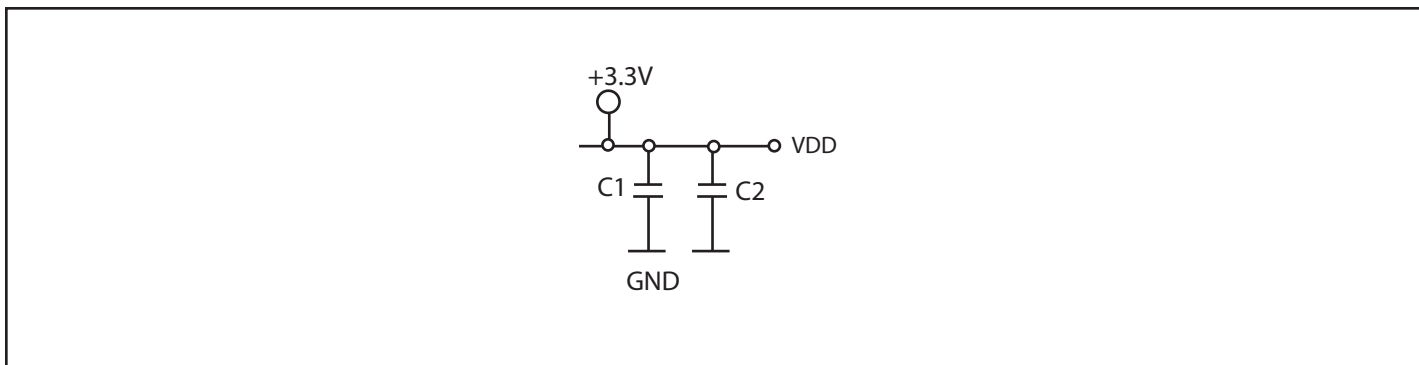 +3.3V
VDD
C1
C2
GND